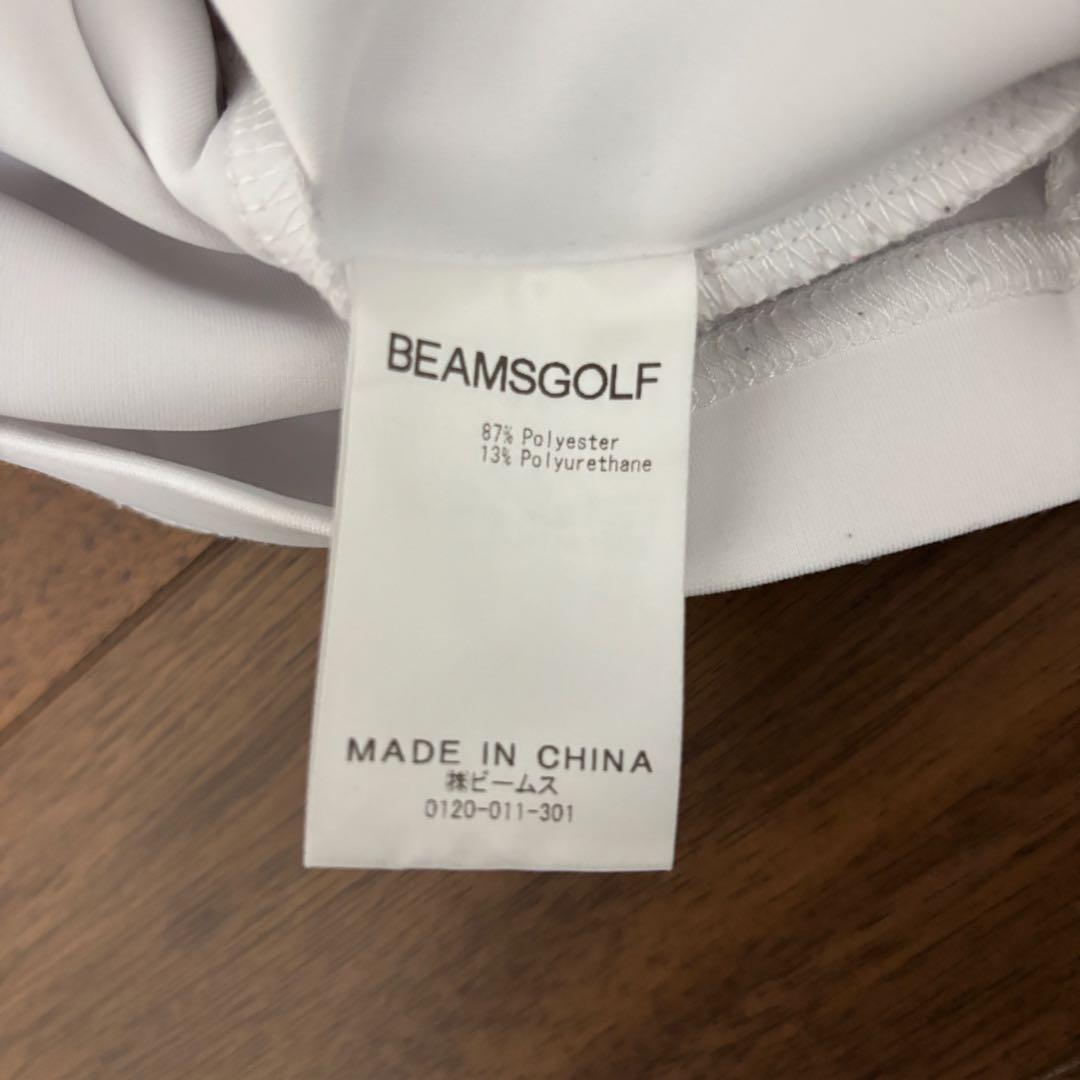 BEAMSGOLF
87% Polyester
13% Polyurethane
MADE IN CHINA
㈱ビームス
0120-011-301